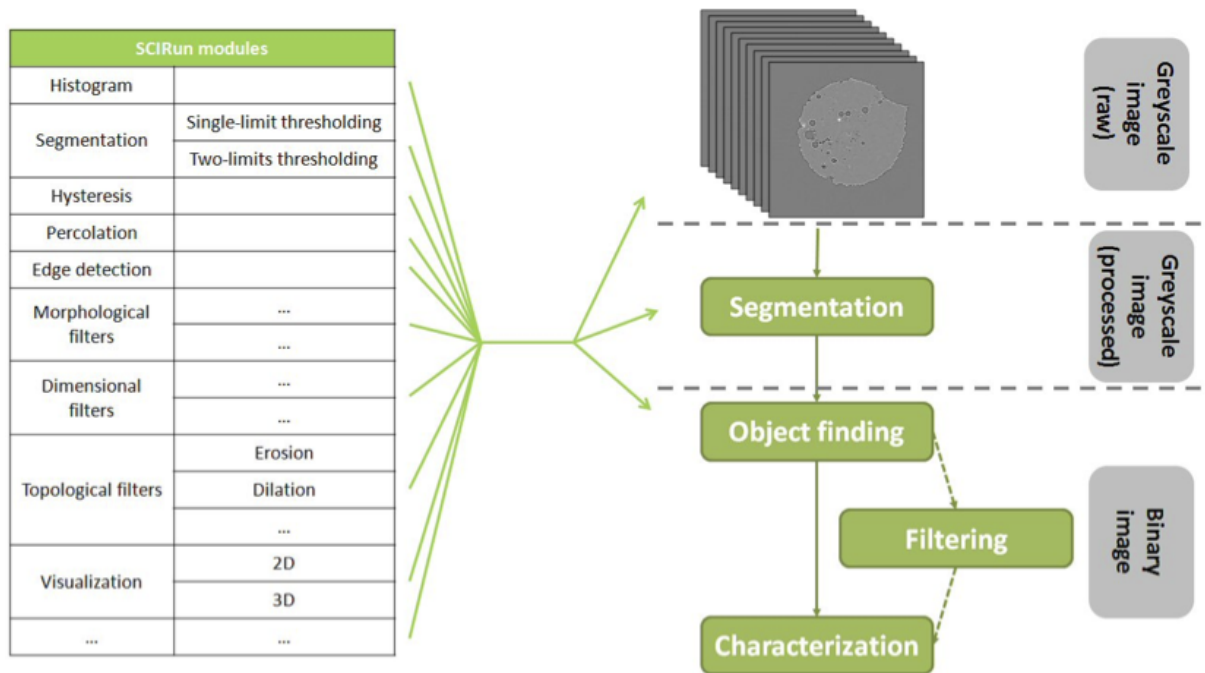 SCIRun modules
Histogram
Segmentation
Single-limit thresholding
Two-limits thresholding
Hysteresis
Percolation
Edge detection
Morphological
filters
...
...
Dimensional
filters
...
...
Topological filters
Erosion
Dilation
...
Visualization
2D
3D
...
...
Greyscale
image
(raw)
Segmentation
Greyscale
image
(processed)
Object finding
Filtering
Characterization
Binary
image